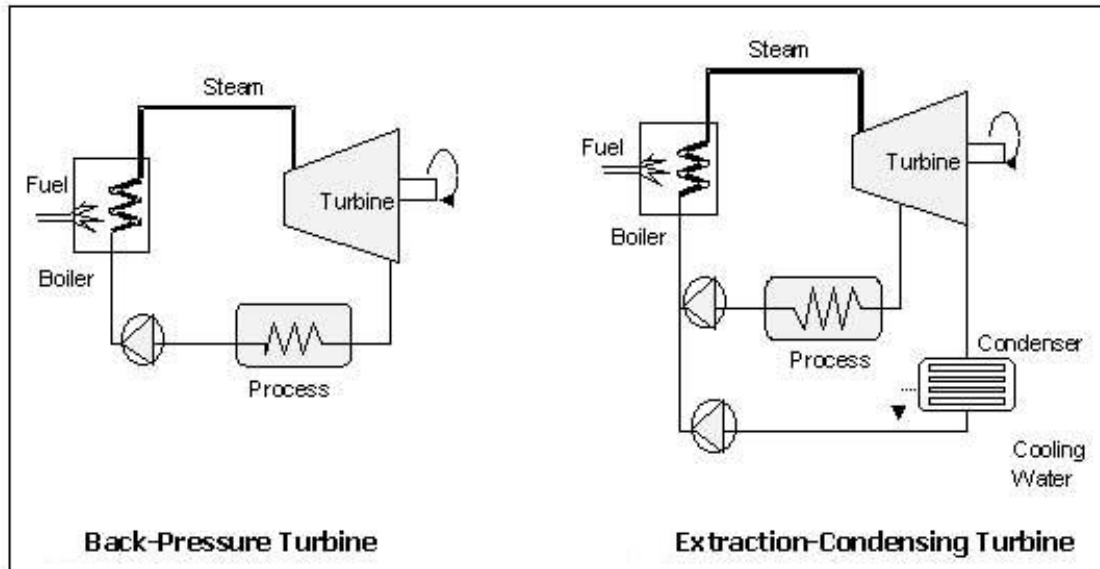 Steam
Fuel
Turbine
Boiler
Process
Back-Pressure Turbine
Steam
Fuel
Turbine
Boiler
Process
Condenser
Cooling
Water
Extraction-Condensing Turbine